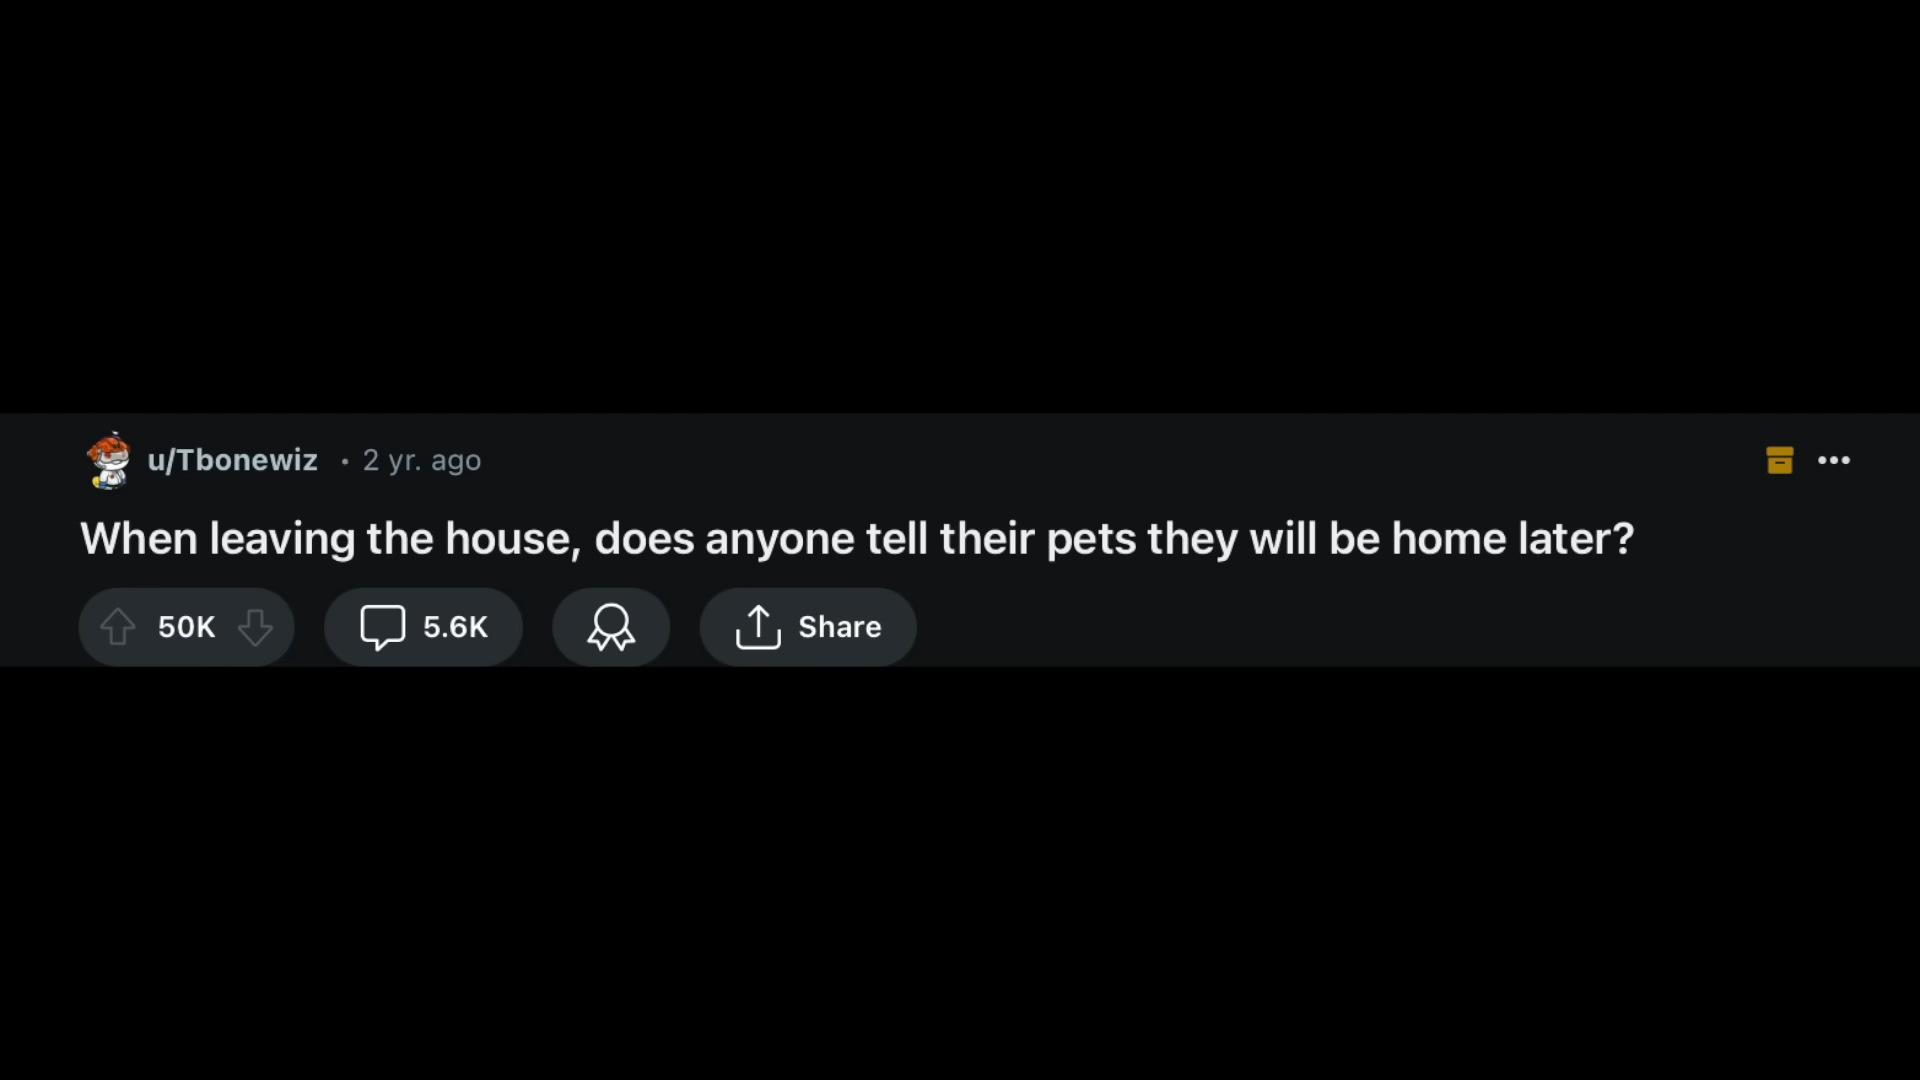 u/Tbonewiz • 2 yr. ago
When leaving the house, does anyone tell their pets they will be home later?
50K 5.6K Share